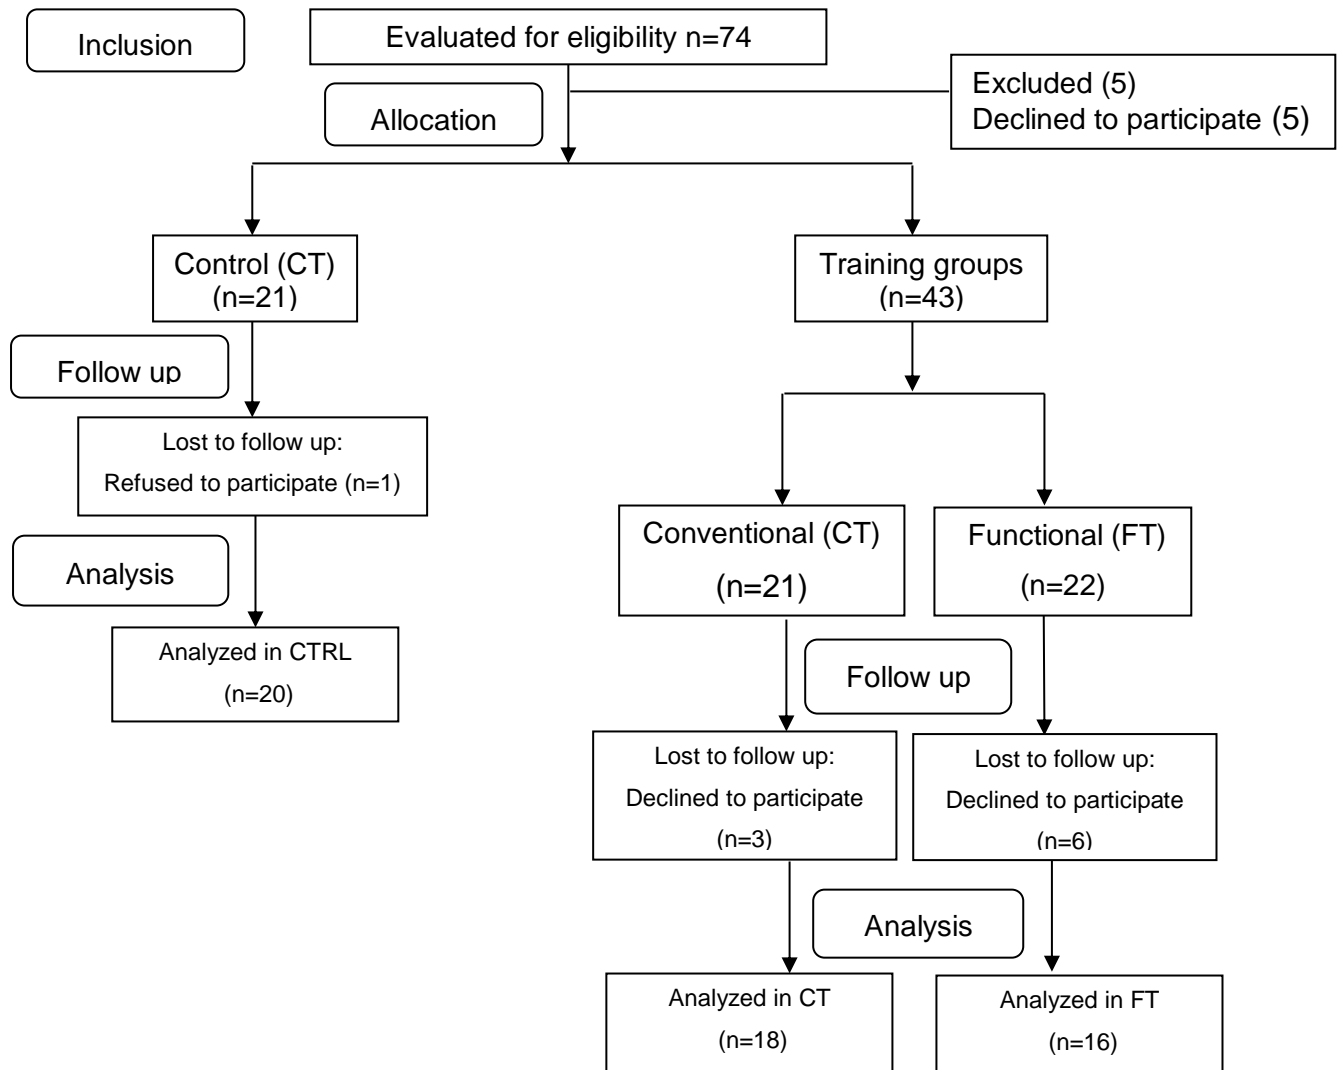 Inclusion
Evaluated for eligibility n=74
Excluded (5)
Declined to participate (5)
Allocation
Control (CT)
(n=21)
Training groups
(n=43)
Follow up
Lost to follow up:
Refused to participate (n=1)
Analysis
Analyzed in CTRL
(n=20)
Conventional (CT)
(n=21)
Functional (FT)
(n=22)
Follow up
Lost to follow up:
Declined to participate
(n=3)
Lost to follow up:
Declined to participate
(n=6)
Analysis
Analyzed in CT
(n=18)
Analyzed in FT
(n=16)